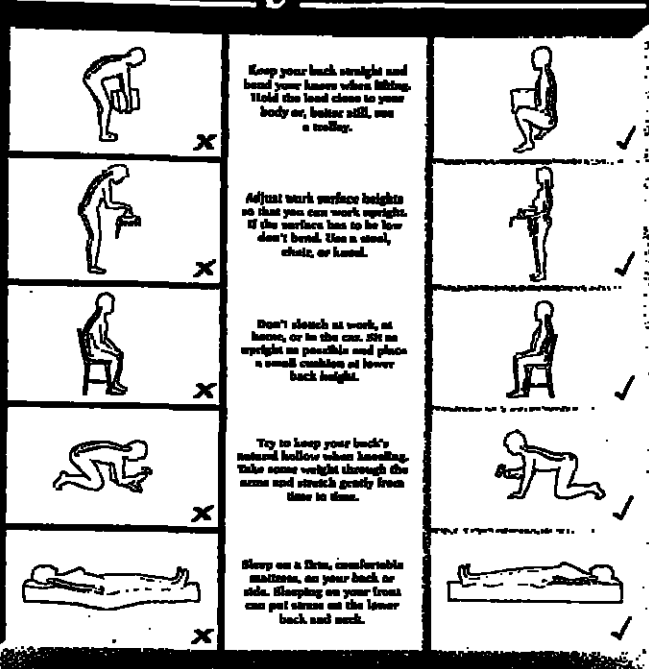 Keep your back straight and
bend your knees when lifting.
Hold the load close to your
body or, better still, use
a trolley.
Adjust work surface heights
so that you can work upright.
If the surface has to be low
don't bend. Use a stool,
chair, or kneel.
Don't slouch at work, at
home, or in the car. Sit as
upright as possible and place
a small cushion at lower
back height.
Try to keep your back's
natural hollow when kneeling.
Take some weight through the
arms and stretch gently from
time to time.
Sleep on a firm, comfortable
mattress, on your back or
side. Sleeping on your front
can put stress on the lower
back and neck.